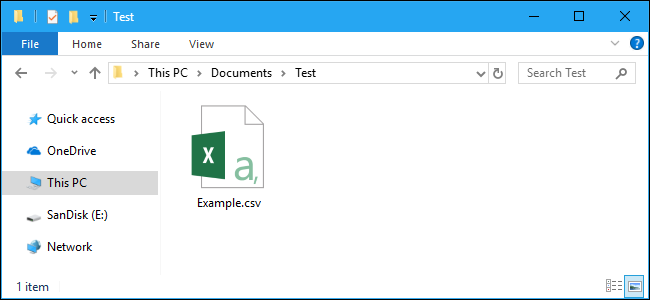 Test
File Home Share View
This PC Documents Test Search Test
Quick access
OneDrive
This PC
SanDisk (E:)
Network
X a,
Example.csv
1 item